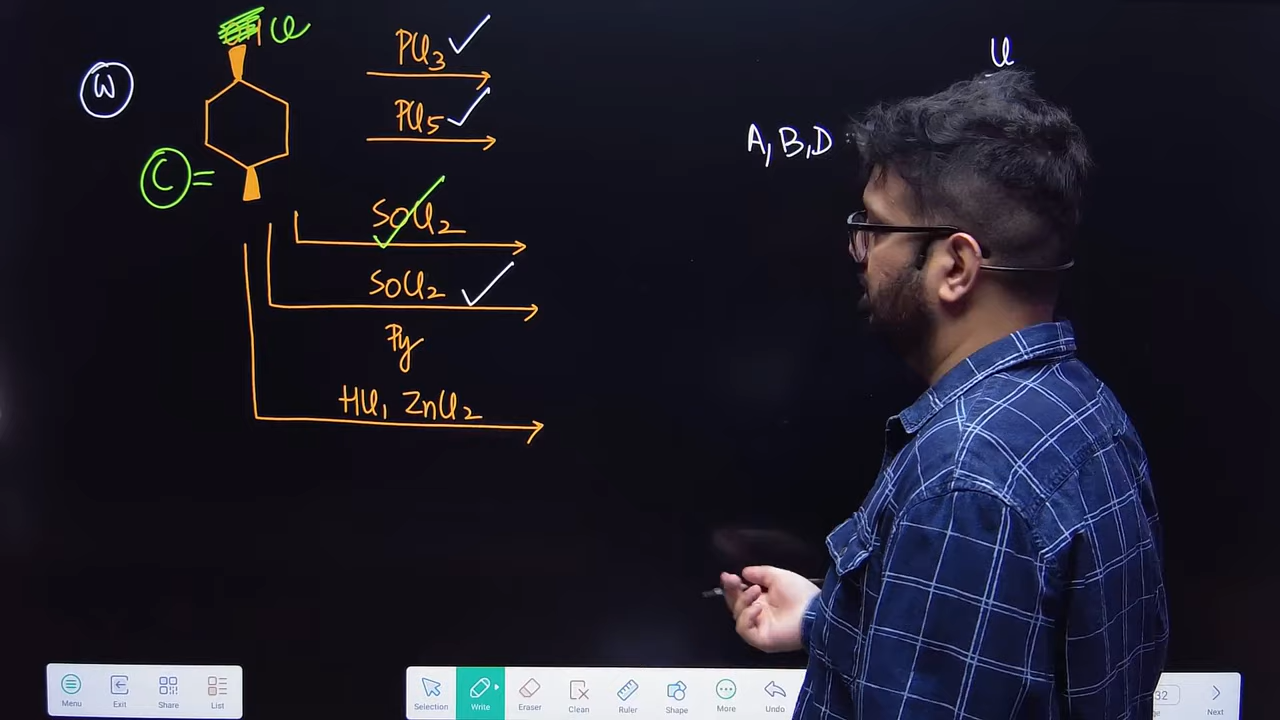 Cl
W
PCl3
PCl5
C =
SOCl2
SOCl2
Py
HCl, ZnCl2
Cl
A, B, D
Menu
Exit
Share
List
Selection
Write
Eraser
Clean
Ruler
Shape
More
Undo
32
Next